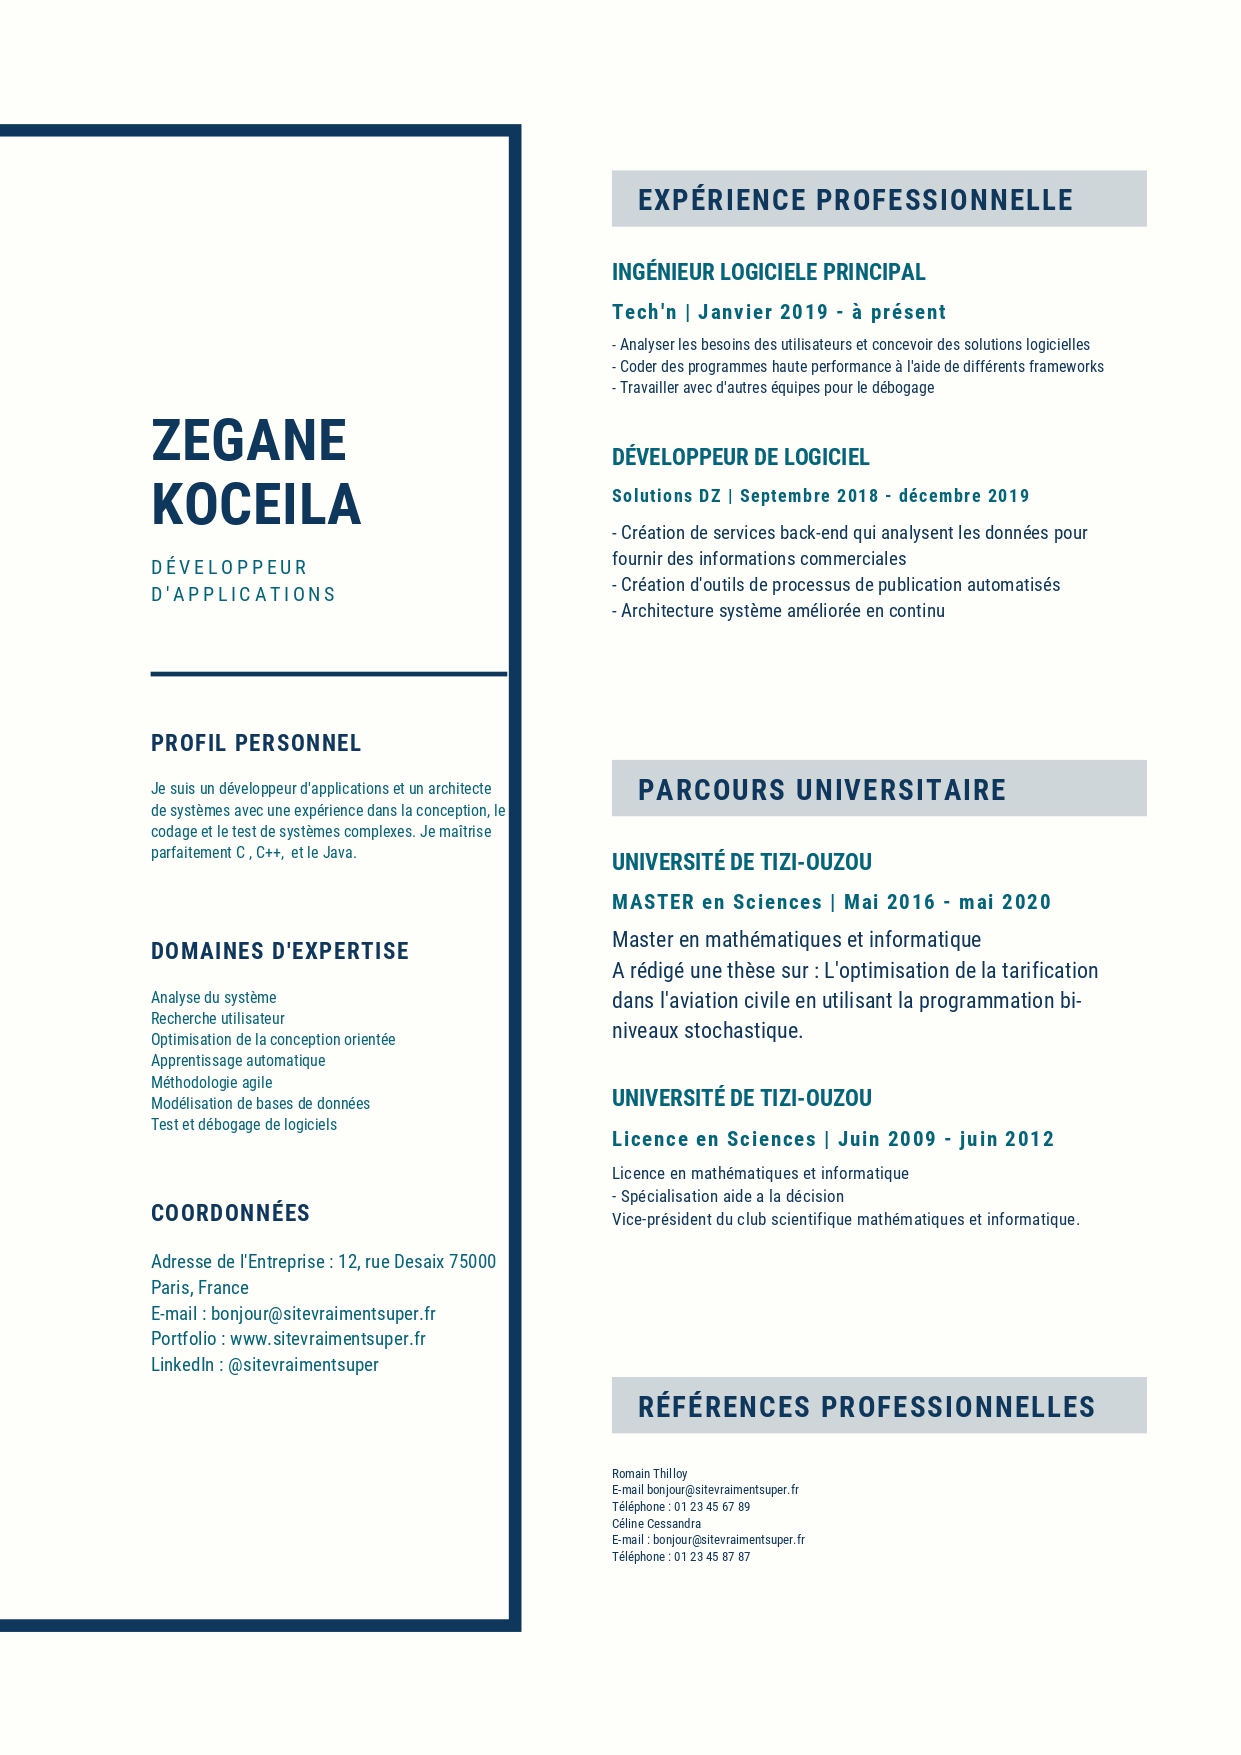 ZEGANE
KOCEILA
DÉVELOPPEUR
D'APPLICATIONS
PROFIL PERSONNEL
Je suis un développeur d'applications et un architecte
de systèmes avec une expérience dans la conception, le
codage et le test de systèmes complexes. Je maîtrise
parfaitement C , C++,  et le Java.
DOMAINES D'EXPERTISE
Analyse du système
Recherche utilisateur
Optimisation de la conception orientée
Apprentissage automatique
Méthodologie agile
Modélisation de bases de données
Test et débogage de logiciels
COORDONNÉES
Adresse de l'Entreprise : 12, rue Desaix 75000
Paris, France
E-mail : bonjour@sitevraimentsuper.fr
Portfolio : www.sitevraimentsuper.fr
LinkedIn : @sitevraimentsuper
EXPÉRIENCE PROFESSIONNELLE
INGÉNIEUR LOGICIELE PRINCIPAL
Tech'n | Janvier 2019 - à présent
- Analyser les besoins des utilisateurs et concevoir des solutions logicielles
- Coder des programmes haute performance à l'aide de différents frameworks
- Travailler avec d'autres équipes pour le débogage
DÉVELOPPEUR DE LOGICIEL
Solutions DZ | Septembre 2018 - décembre 2019
- Création de services back-end qui analysent les données pour
fournir des informations commerciales
- Création d'outils de processus de publication automatisés
- Architecture système améliorée en continu
PARCOURS UNIVERSITAIRE
UNIVERSITÉ DE TIZI-OUZOU
MASTER en Sciences | Mai 2016 - mai 2020
Master en mathématiques et informatique
A rédigé une thèse sur : L'optimisation de la tarification
dans l'aviation civile en utilisant la programmation bi-
niveaux stochastique.
UNIVERSITÉ DE TIZI-OUZOU
Licence en Sciences | Juin 2009 - juin 2012
Licence en mathématiques et informatique
- Spécialisation aide a la décision
Vice-président du club scientifique mathématiques et informatique.
RÉFÉRENCES PROFESSIONNELLES
Romain Thilloy
E-mail bonjour@sitevraimentsuper.fr
Téléphone : 01 23 45 67 89
Céline Cessandra
E-mail : bonjour@sitevraimentsuper.fr
Téléphone : 01 23 45 87 87